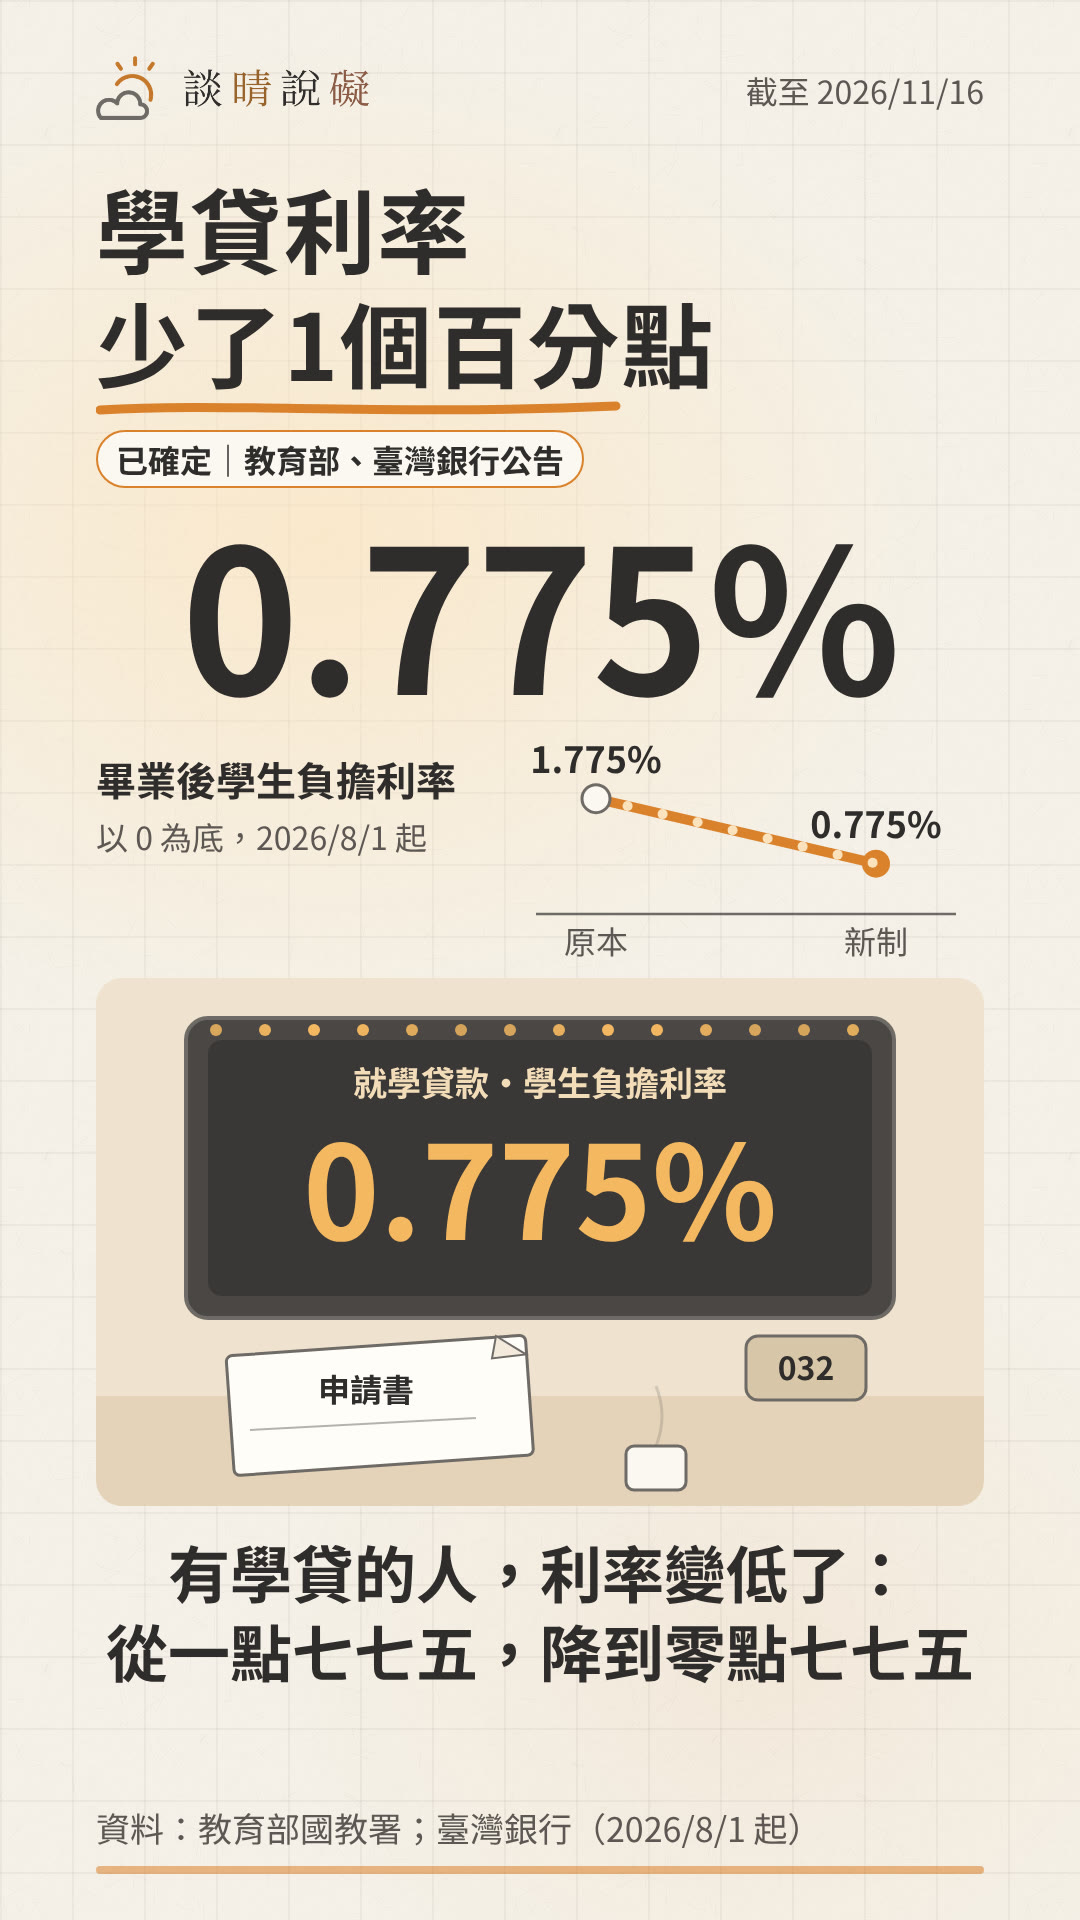 談晴說礙
截至 2026/11/16
學貸利率
少了1個百分點
已確定｜教育部、臺灣銀行公告
0.775%
畢業後學生負擔利率
以 0 為底，2026/8/1 起
1.775%
0.775%
原本
新制
就學貸款・學生負擔利率
0.775%
申請書
032
有學貸的人，利率變低了：
從一點七七五，降到零點七七五
資料：教育部國教署；臺灣銀行（2026/8/1 起）